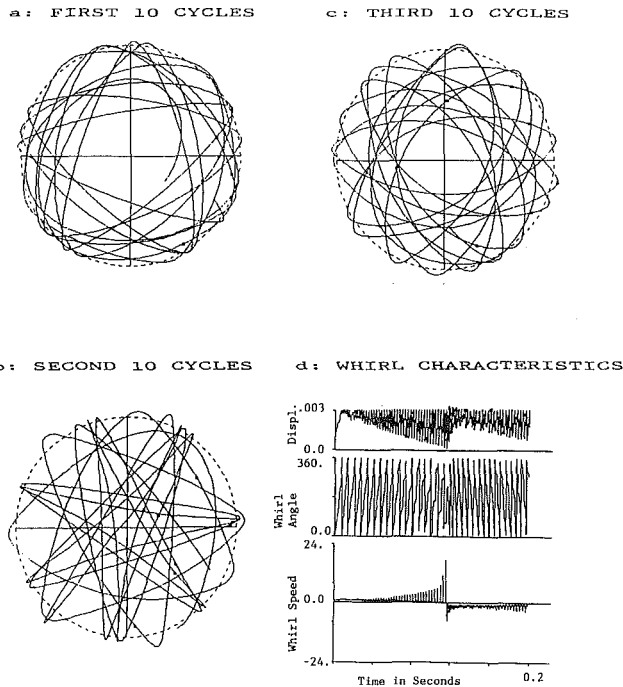 a: FIRST 10 CYCLES
c: THIRD 10 CYCLES
: SECOND 10 CYCLES
d: WHIRL CHARACTERISTICS
Displ.
.003
0.0
Whirl
Angle
360.
0.0
Whirl Speed
24.
0.0
-24.
Time in Seconds
0.2